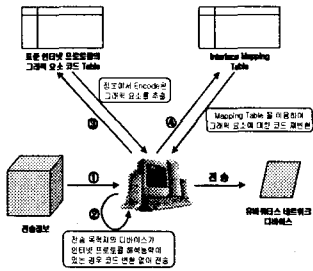 표준 인터넷 프로토콜의
그래픽 요소 코드 Table
Interface Mapping
Table
정보에서 Encode된
그래픽 요소를 추출
Mapping Table 을 이용하여
그래픽 요소에 대한 코드 재변환
③
④
①
②
전송
전송정보
유비쿼터스 네트워크
디바이스
전송 목적지의 디바이스가
인터넷 프로토콜 해석능력이
있는 경우 코드 변환 없이 전송